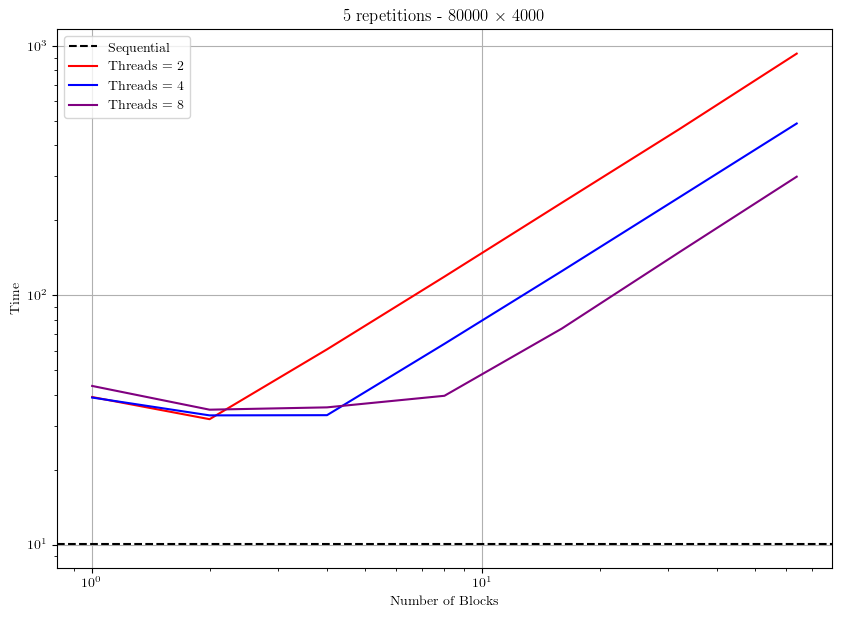 5 repetitions - 80000 × 4000
Sequential
Threads = 2
Threads = 4
Threads = 8
Time
10³
10²
10¹
10⁰
10¹
Number of Blocks